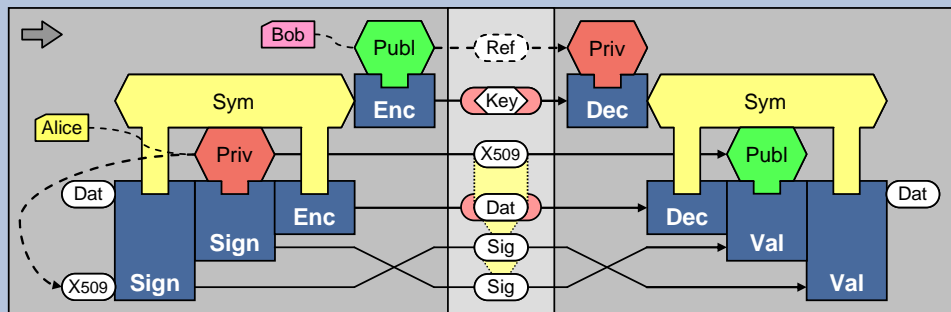 Bob
Publ
Ref
Priv
Sym
Enc
Key
Dec
Sym
Alice
Priv
X509
Publ
Dat
Enc
Dat
Dec
Dat
Sign
Sig
Val
X509
Sign
Sig
Val